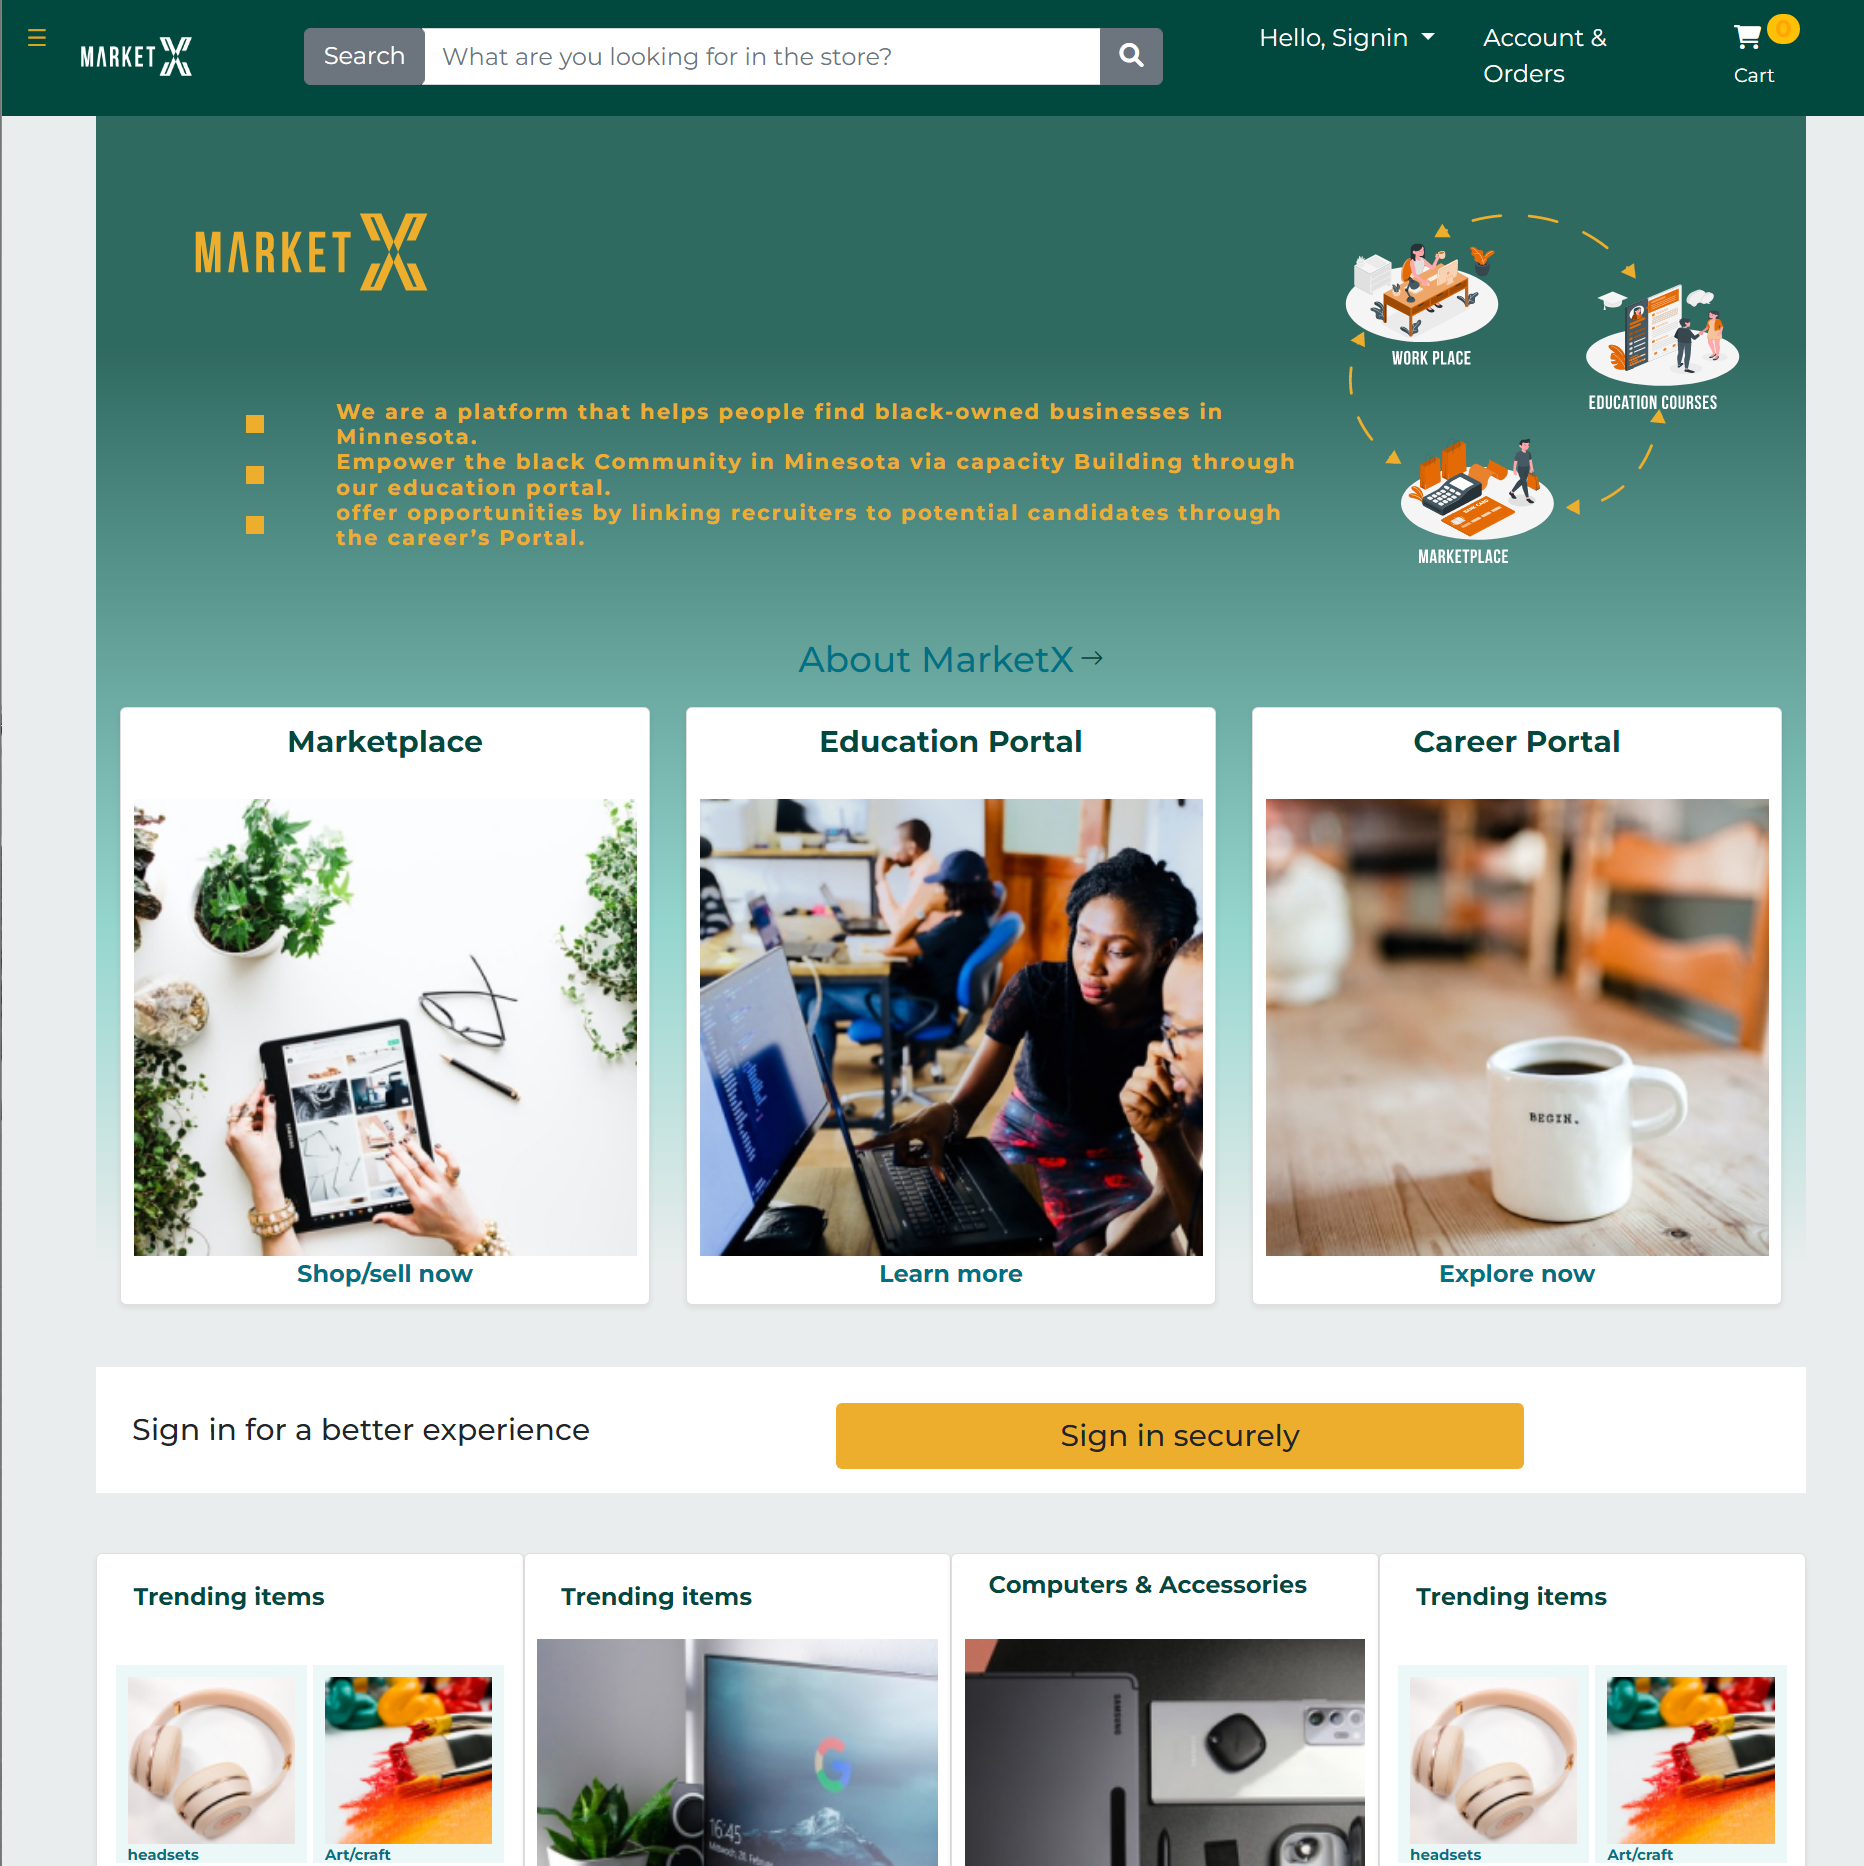 MARKET X
Search
What are you looking for in the store?
Hello, Signin
Account &
Orders
0
Cart
MARKET X
We are a platform that helps people find black-owned businesses in
Minnesota.
Empower the black Community in Minesota via capacity Building through
our education portal.
offer opportunities by linking recruiters to potential candidates through
the career’s Portal.
WORK PLACE
EDUCATION COURSES
MARKETPLACE
About MarketX
Marketplace
Education Portal
Career Portal
SAMSUNG
BEGIN.
Shop/sell now
Learn more
Explore now
Sign in for a better experience
Sign in securely
Trending items
Trending items
Computers & Accessories
Trending items
G
SAMSUNG
16:45
headsets
Art/craft
headsets
Art/craft